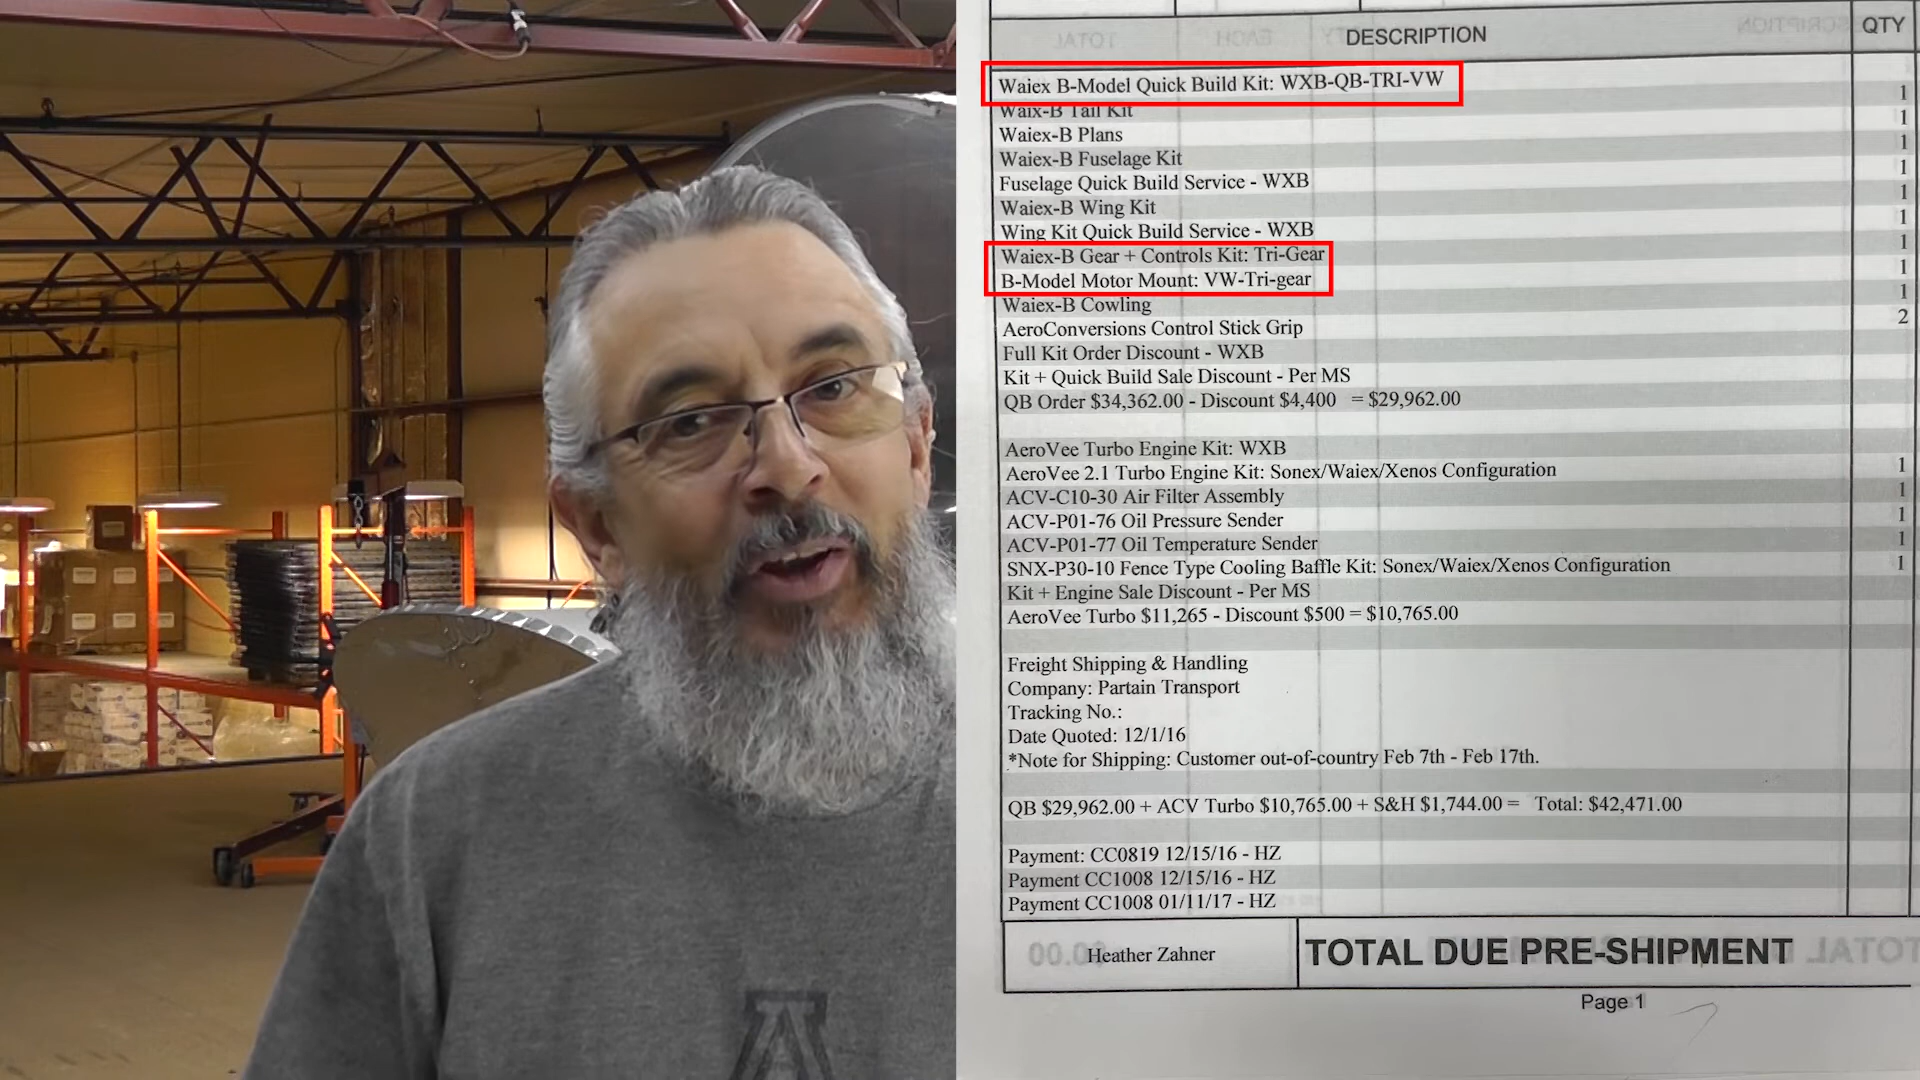 DESCRIPTION
QTY
Waiex B-Model Quick Build Kit: WXB-QB-TRI-VW 1
Waix-B Tail Kit 1
Waiex-B Plans 1
Waiex-B Fuselage Kit 1
Fuselage Quick Build Service - WXB 1
Waiex-B Wing Kit 1
Wing Kit Quick Build Service - WXB 1
Waiex-B Gear + Controls Kit: Tri-Gear 1
B-Model Motor Mount: VW-Tri-gear 1
Waiex-B Cowling 2
AeroConversions Control Stick Grip
Full Kit Order Discount - WXB
Kit + Quick Build Sale Discount - Per MS
QB Order $34,362.00 - Discount $4,400 = $29,962.00
AeroVee Turbo Engine Kit: WXB
AeroVee 2.1 Turbo Engine Kit: Sonex/Waiex/Xenos Configuration 1
ACV-C10-30 Air Filter Assembly 1
ACV-P01-76 Oil Pressure Sender 1
ACV-P01-77 Oil Temperature Sender 1
SNX-P30-10 Fence Type Cooling Baffle Kit: Sonex/Waiex/Xenos Configuration 1
Kit + Engine Sale Discount - Per MS
AeroVee Turbo $11,265 - Discount $500 = $10,765.00
Freight Shipping & Handling
Company: Partain Transport
Tracking No.:
Date Quoted: 12/1/16
*Note for Shipping: Customer out-of-country Feb 7th - Feb 17th.
QB $29,962.00 + ACV Turbo $10,765.00 + S&H $1,744.00 = Total: $42,471.00
Payment: CC0819 12/15/16 - HZ
Payment CC1008 12/15/16 - HZ
Payment CC1008 01/11/17 - HZ
Heather Zahner
TOTAL DUE PRE-SHIPMENT
Page 1
A